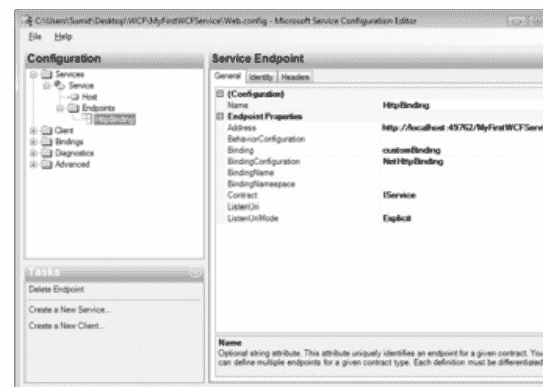 C:\Users\Sumit\Desktop\WCF\MyFirstWCFService\Web.config - Microsoft Service Configuration Editor
File Help
Configuration
Services
Service
Host
Endpoints
HttpBinding
Client
Bindings
Diagnostics
Advanced
Tasks
Delete Endpoint
Create a New Service...
Create a New Client...
Service Endpoint
General Identity Headers
(Configuration)
Name HttpBinding
Endpoint Properties
Address http://localhost:49762/MyFirstWCFServi
BehaviorConfiguration
Binding customBinding
BindingConfiguration NetHttpBinding
BindingName
BindingNamespace
Contract IService
ListenUri
ListenUriMode Explicit
Name
Optional string attribute. This attribute uniquely identifies an endpoint for a given contract. You
can define multiple endpoints for a given contract type. Each definition must be differentiated